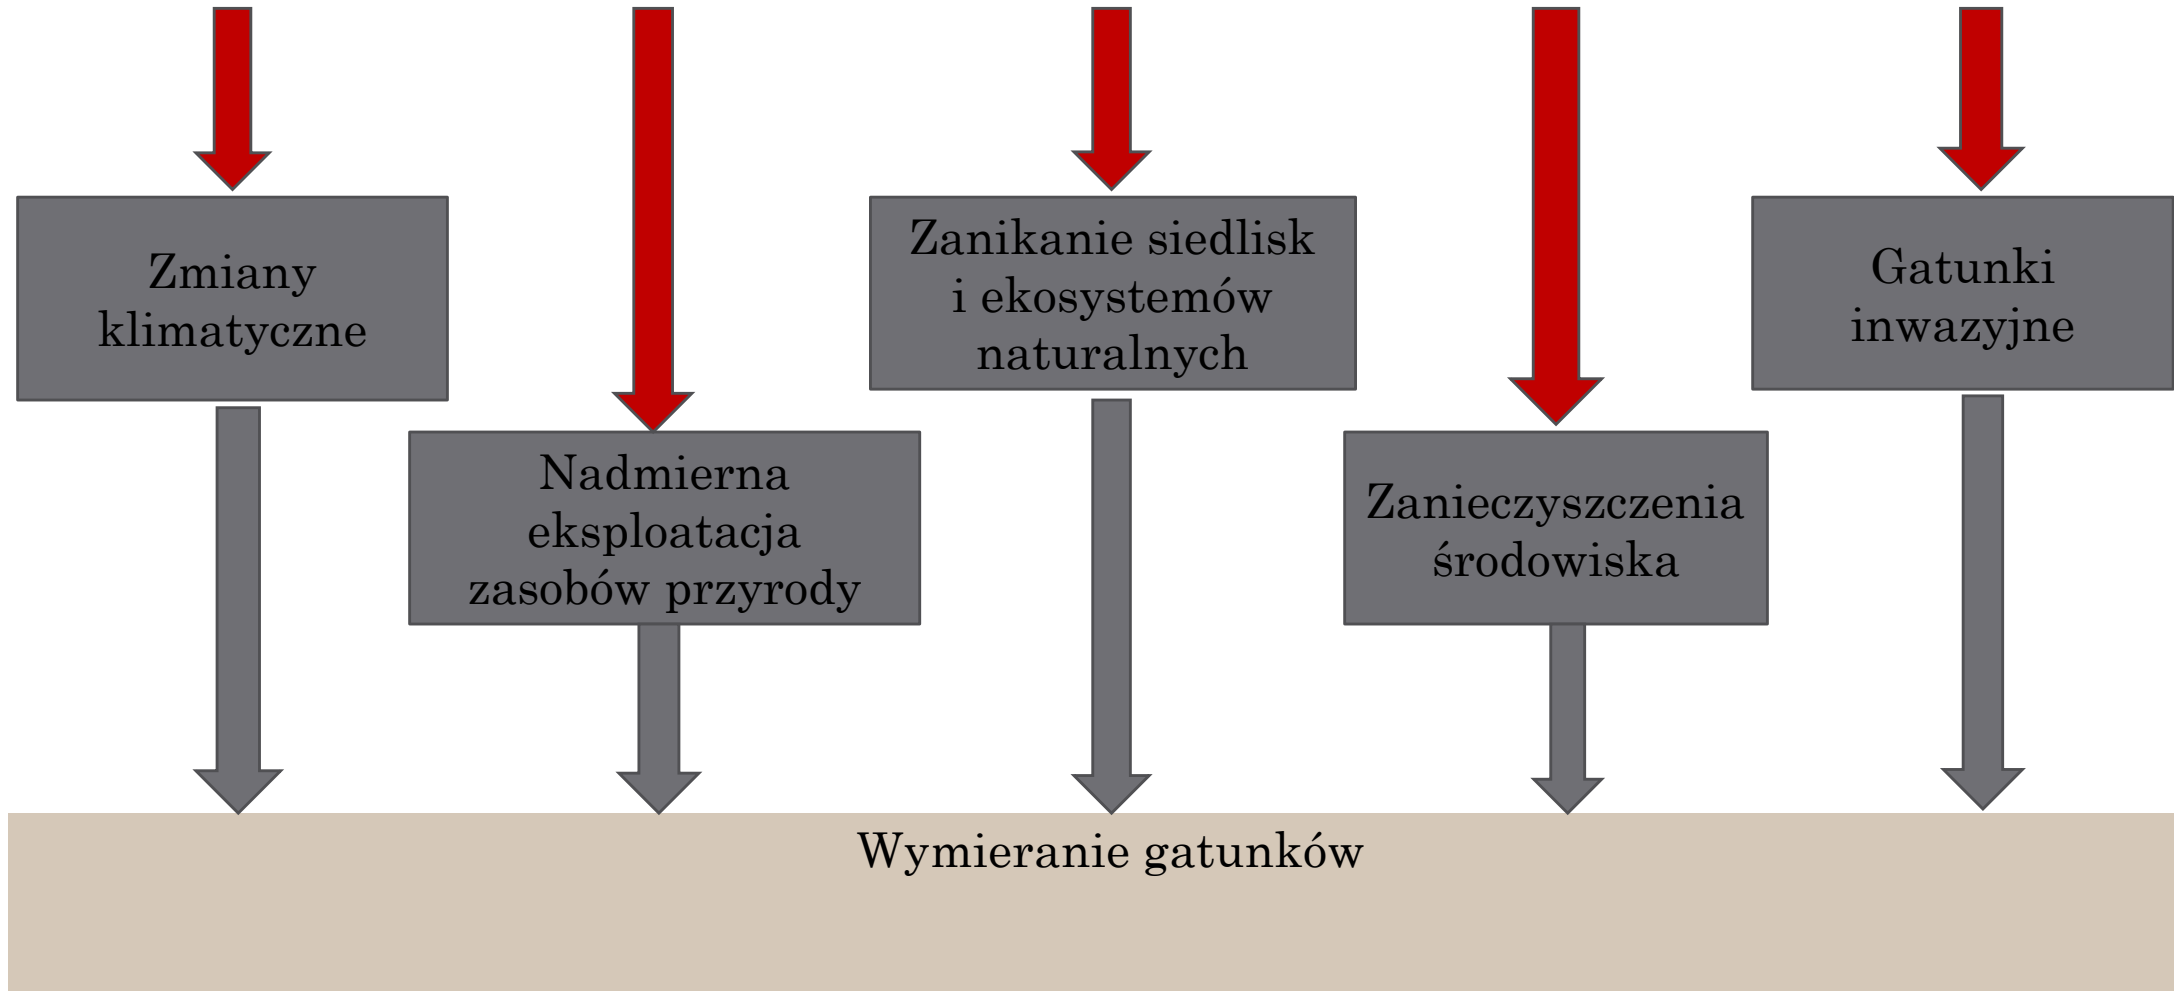 Zmiany
klimatyczne
Nadmierna
eksploatacja
zasobów przyrody
Zanikanie siedlisk
i ekosystemów
naturalnych
Zanieczyszczenia
środowiska
Gatunki
inwazyjne
Wymieranie gatunków